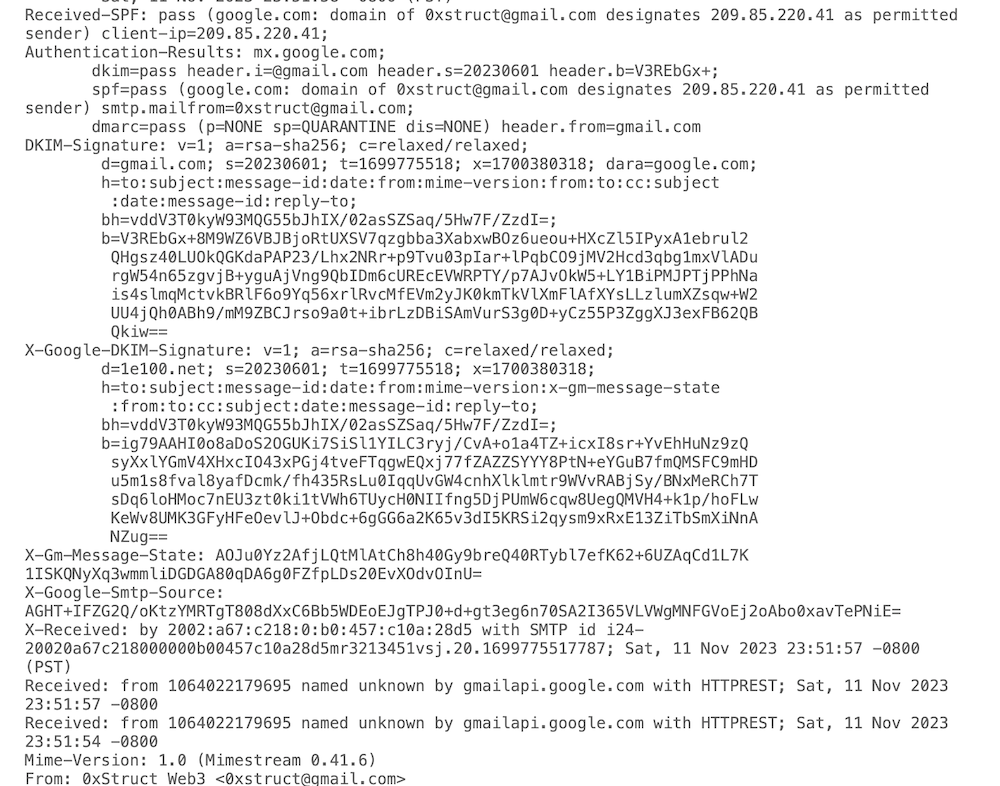 Received-SPF: pass (google.com: domain of 0xstruct@gmail.com designates 209.85.220.41 as permitted
sender) client-ip=209.85.220.41;
Authentication-Results: mx.google.com;
dkim=pass header.i=@gmail.com header.s=20230601 header.b=V3REbGx+;
spf=pass (google.com: domain of 0xstruct@gmail.com designates 209.85.220.41 as permitted
sender) smtp.mailfrom=0xstruct@gmail.com;
dmarc=pass (p=NONE sp=QUARANTINE dis=NONE) header.from=gmail.com
DKIM-Signature: v=1; a=rsa-sha256; c=relaxed/relaxed;
d=gmail.com; s=20230601; t=1699775518; x=1700380318; dara=google.com;
h=to:subject:message-id:date:from:mime-version:from:to:cc:subject
:date:message-id:reply-to;
bh=vddV3T0kyW93MQG55bJhIX/02asSZSaq/5Hw7F/ZzdI=;
b=V3REbGx+8M9WZ6VBJBjoRtUXSV7qzgbba3XabxwBOz6ueou+HXcZl5IPyxA1ebrul2
QHgsz40LUOkQGKdaPAP23/Lhx2NRr+p9Tvu03pIar+lPqbCO9jMV2Hcd3qbg1mxVlADu
rgW54n65zgvjB+yguAjVng9QbIDm6cUREcEVWRPTY/p7AJvOkW5+LY1BiPMJPTjPPhNa
is4slmqMctvkBRlF6o9Yq56xrlRvcMfEVm2yJK0kmTkVlXmFlAfXYsLLzlumXZsqw+W2
UU4jQh0ABh9/mM9ZBCJrso9a0t+ibrLzDBiSAmVurS3g0D+yCz55P3ZggXJ3exFB62QB
Qkiw==
X-Google-DKIM-Signature: v=1; a=rsa-sha256; c=relaxed/relaxed;
d=1e100.net; s=20230601; t=1699775518; x=1700380318;
h=to:subject:message-id:date:from:mime-version:x-gm-message-state
:from:to:cc:subject:date:message-id:reply-to;
bh=vddV3T0kyW93MQG55bJhIX/02asSZSaq/5Hw7F/ZzdI=;
b=ig79AAHI0o8aDoS2OGUKi7SiSl1YILC3ryj/CvA+o1a4TZ+icxI8sr+YvEhHuNz9zQ
syXxlYGmV4XHxcIO43xPGj4tveFTqgwEQxj77fZAZZSYYY8PtN+eYGuB7fmQMSFC9mHD
u5m1s8fval8yafDcmk/fh435RsLu0IqqUvGW4cnhXlklmtr9WVvRABjSy/BNxMeRCh7T
sDq6loHMoc7nEU3zt0ki1tVWh6TUycH0NIIfng5DjPUmW6cqw8UegQMVH4+k1p/hoFLw
KeWv8UMK3GFyHFeOevlJ+Obdc+6gGG6a2K65v3dI5KRSi2qysm9xRxE13ZiTbSmXiNnA
NZug==
X-Gm-Message-State: AOJu0Yz2AfjLQtMlAtCh8h40Gy9breQ40RTybl7efK62+6UZAqCd1L7K
1ISKQNyXq3wmmliDGDGA80qDA6g0FZfpLDs20EvXOdvOInU=
X-Google-Smtp-Source:
AGHT+IFZG2Q/oKtzYMRTgT808dXxC6Bb5WDEoEJgTPJ0+d+gt3eg6n70SA2I365VLVWgMNFGVoEj2oAbo0xavTePNiE=
X-Received: by 2002:a67:c218:0:b0:457:c10a:28d5 with SMTP id i24-
20020a67c218000000b00457c10a28d5mr3213451vsj.20.1699775517787; Sat, 11 Nov 2023 23:51:57 -0800
(PST)
Received: from 1064022179695 named unknown by gmailapi.google.com with HTTPREST; Sat, 11 Nov 2023
23:51:57 -0800
Received: from 1064022179695 named unknown by gmailapi.google.com with HTTPREST; Sat, 11 Nov 2023
23:51:54 -0800
Mime-Version: 1.0 (Mimestream 0.41.6)
From: 0xStruct Web3 <0xstruct@gmail.com>